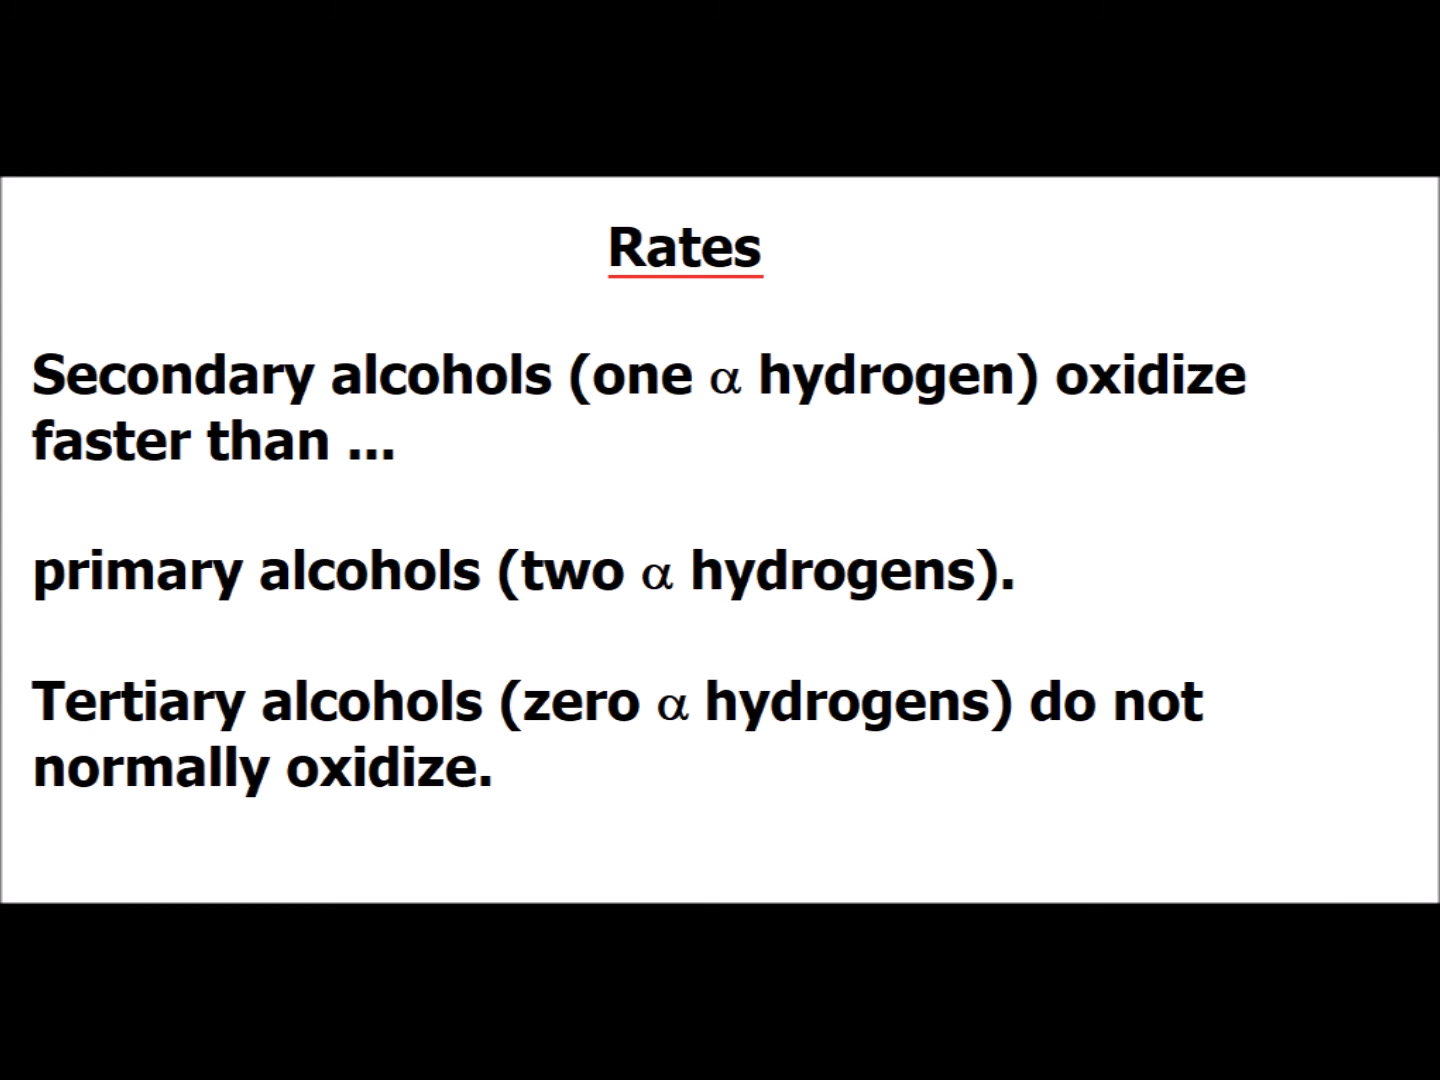 Rates
Secondary alcohols (one α hydrogen) oxidize
faster than ...
primary alcohols (two α hydrogens).
Tertiary alcohols (zero α hydrogens) do not
normally oxidize.